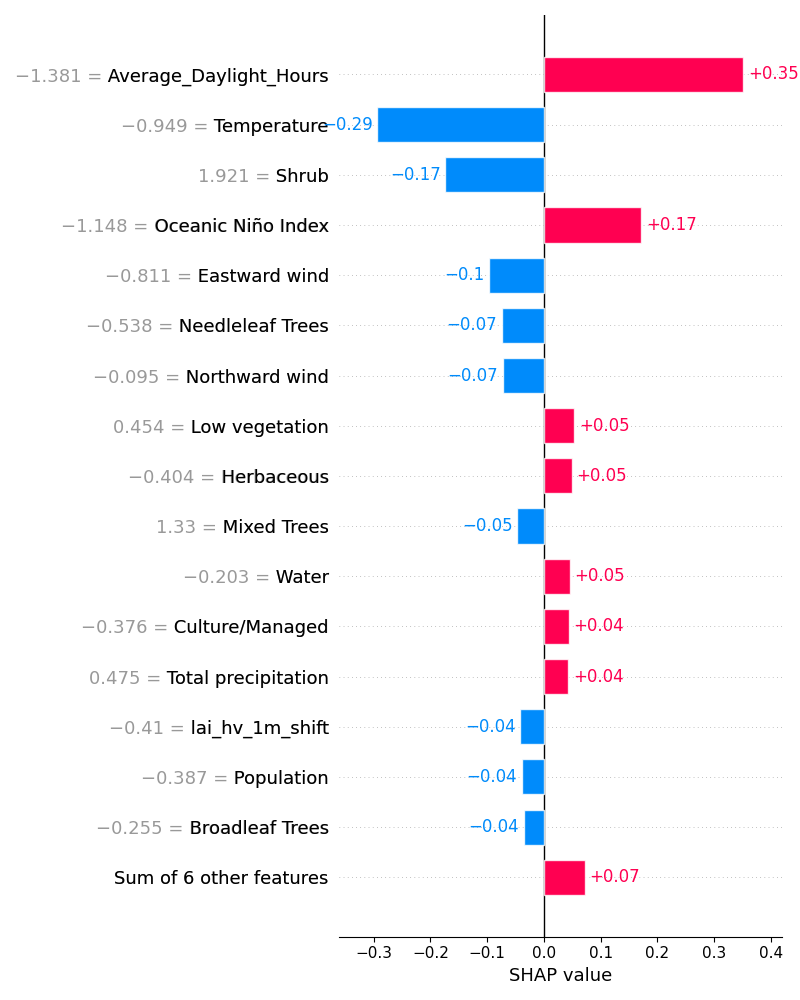 −1.381 = Average_Daylight_Hours +0.35
−0.949 = Temperature −0.29
1.921 = Shrub −0.17
−1.148 = Oceanic Niño Index +0.17
−0.811 = Eastward wind −0.1
−0.538 = Needleleaf Trees −0.07
−0.095 = Northward wind −0.07
0.454 = Low vegetation +0.05
−0.404 = Herbaceous +0.05
1.33 = Mixed Trees −0.05
−0.203 = Water +0.05
−0.376 = Culture/Managed +0.04
0.475 = Total precipitation +0.04
−0.41 = lai_hv_1m_shift −0.04
−0.387 = Population −0.04
−0.255 = Broadleaf Trees −0.04
Sum of 6 other features +0.07
−0.3 −0.2 −0.1 0.0 0.1 0.2 0.3 0.4
SHAP value